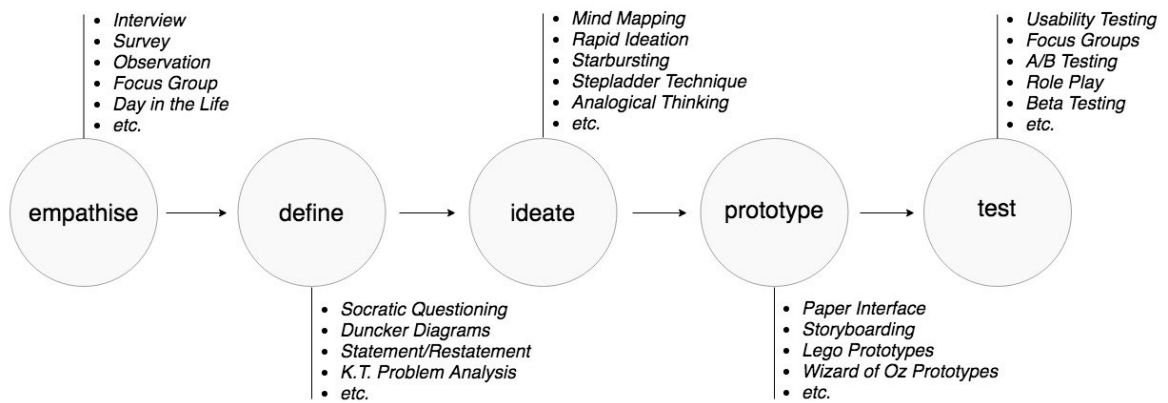 • Interview
• Survey
• Observation
• Focus Group
• Day in the Life
• etc.
empathise
define
• Socratic Questioning
• Duncker Diagrams
• Statement/Restatement
• K.T. Problem Analysis
• etc.
• Mind Mapping
• Rapid Ideation
• Starbursting
• Stepladder Technique
• Analogical Thinking
• etc.
ideate
prototype
• Paper Interface
• Storyboarding
• Lego Prototypes
• Wizard of Oz Prototypes
• etc.
• Usability Testing
• Focus Groups
• A/B Testing
• Role Play
• Beta Testing
• etc.
test